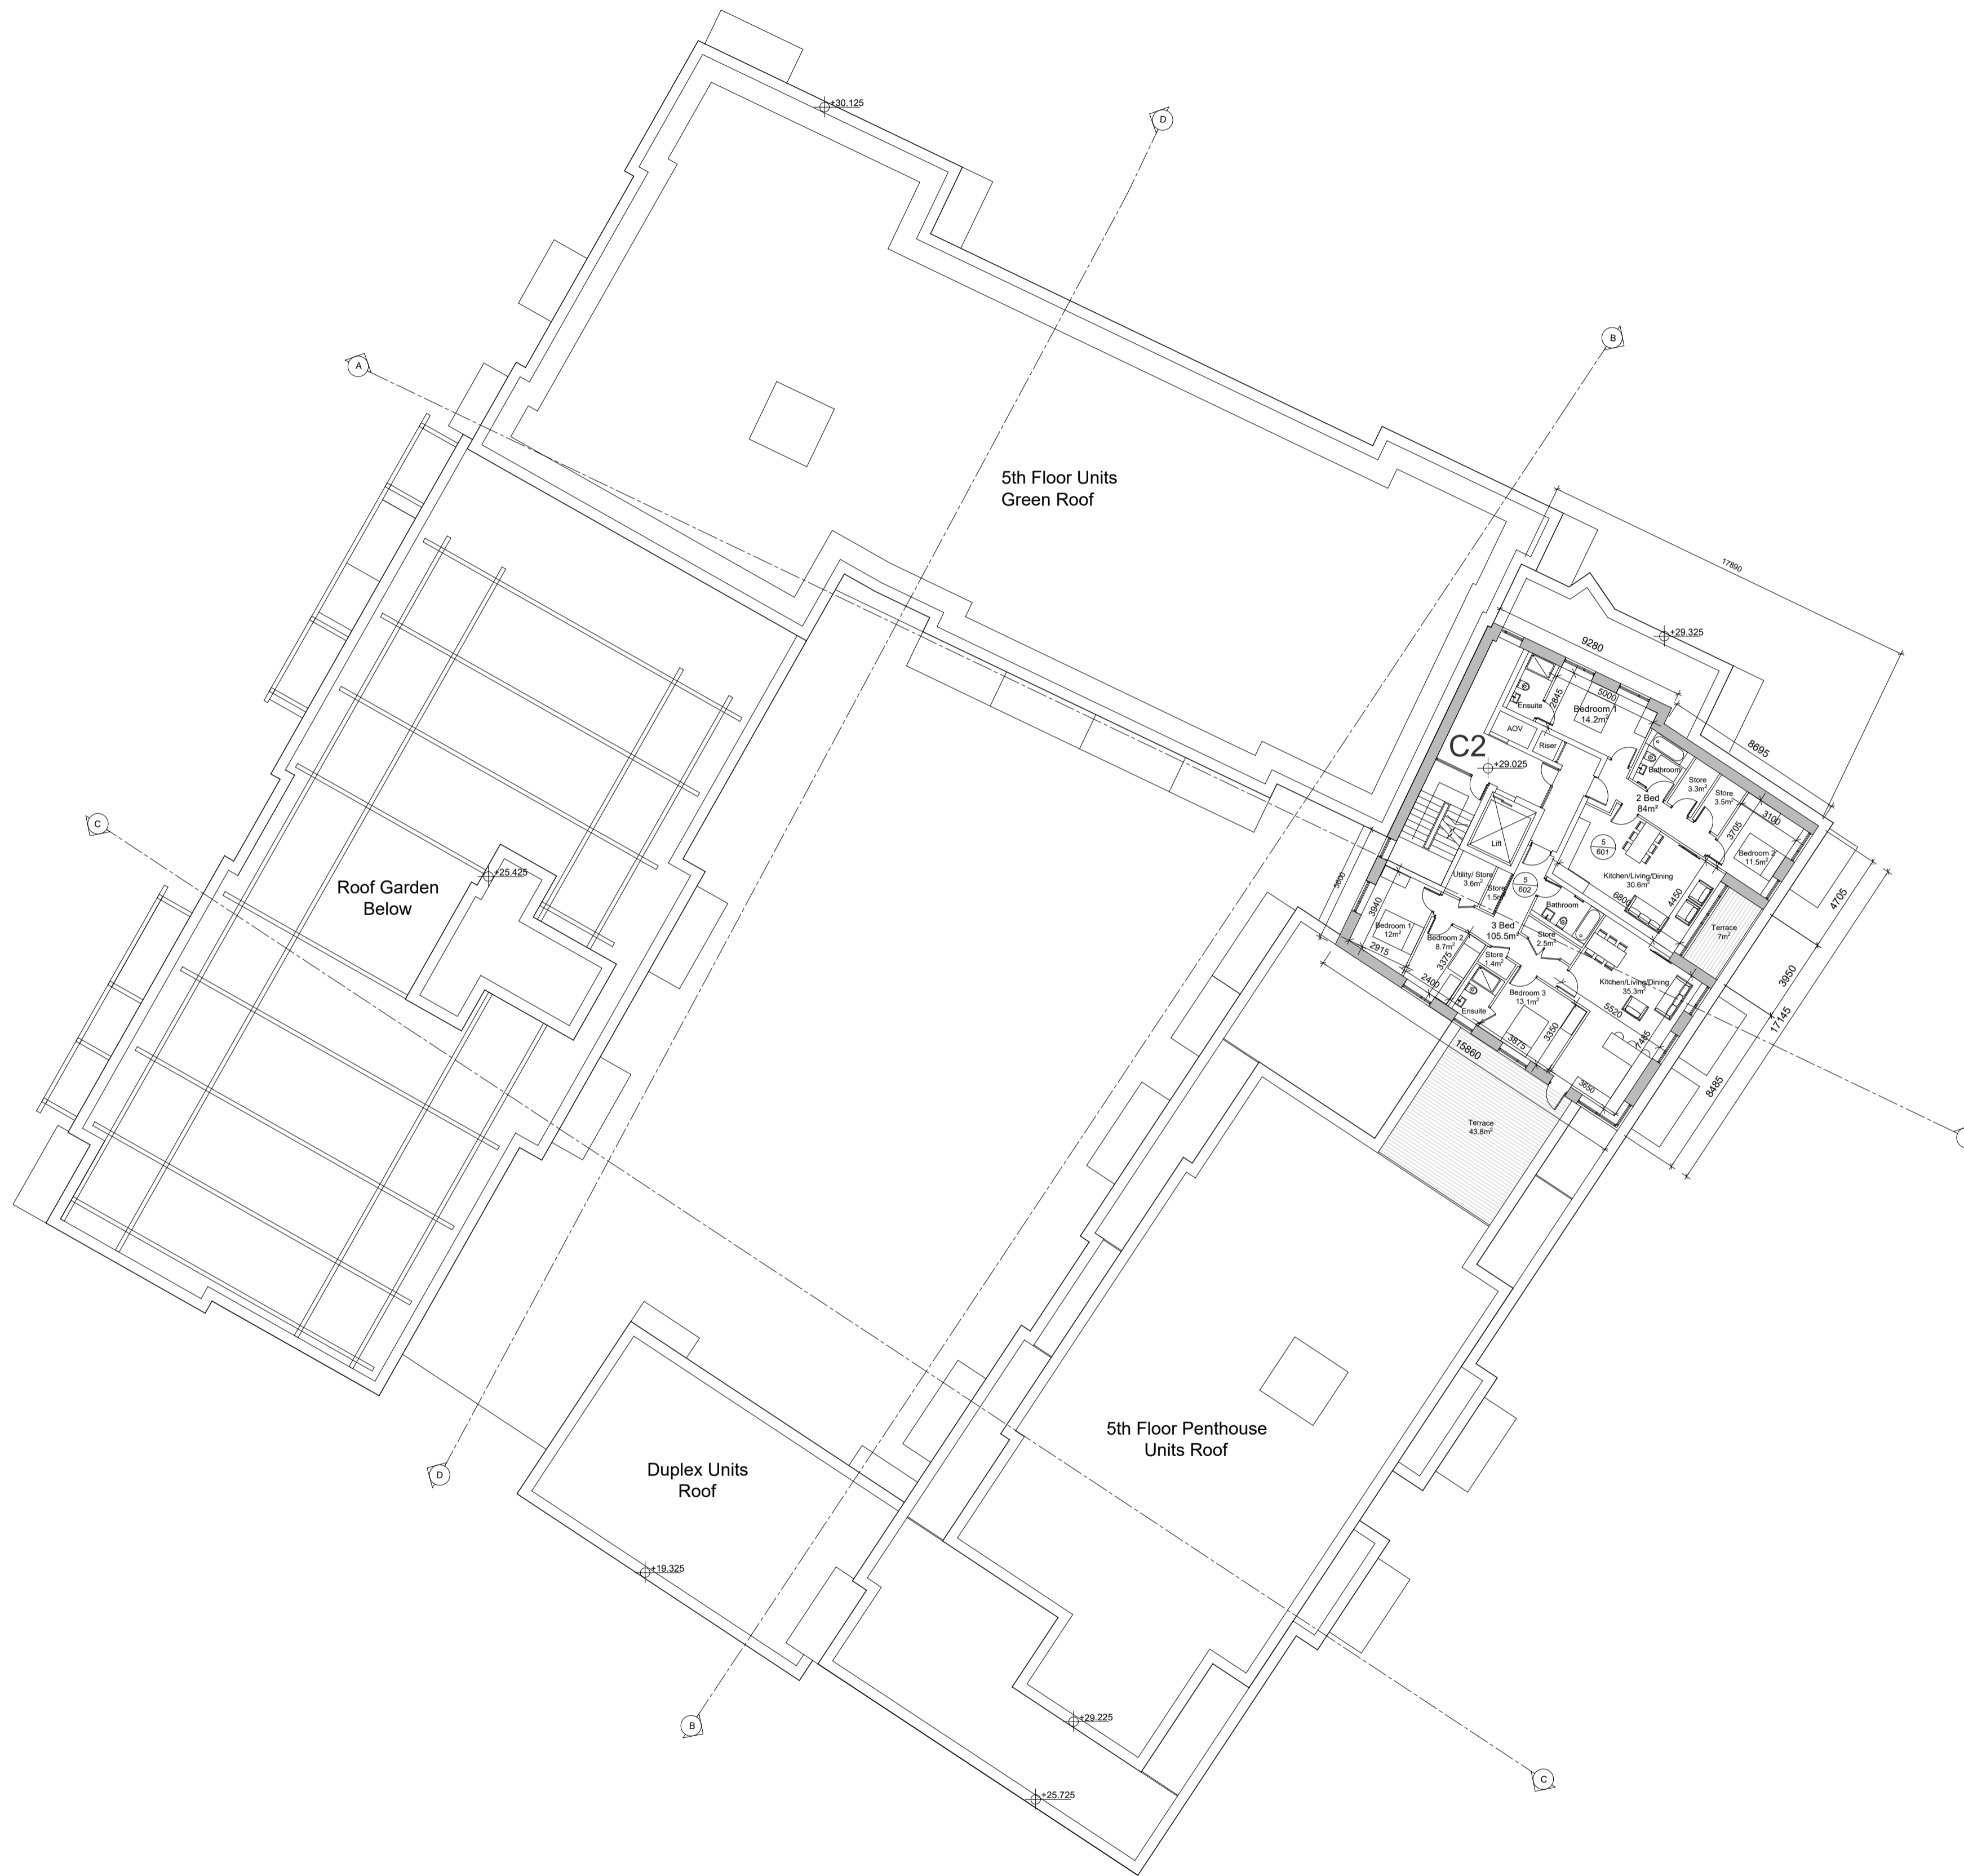 +30.125
D
B
A
5th Floor Units
Green Roof
17890
+29.325
9280
5000
2845
Ensuite
Bedroom 1
14.2m²
AOV
Riser
C2
+29.025
8695
Bathroom
Store
3.3m²
Store
3.5m²
2 Bed
84m²
3100
3705
Bedroom 2
11.5m²
5
601
Lift
Kitchen/Living/Dining
30.6m²
6800
4450
4705
Utility/ Store
3.6m²
Store
1.5m²
5
602
5600
3940
Bedroom 1
12m²
2915
Bathroom
3 Bed
105.5m²
Store
2.5m²
Bedroom 2
8.7m²
3375
2400
Store
1.4m²
Terrace
7m²
3950
Kitchen/Living/Dining
35.3m²
Bedroom 3
13.1m²
5520
17145
Ensuite
3875
3350
7485
15860
3650
8485
Terrace
43.8m²
C
+25.425
Roof Garden
Below
5th Floor Penthouse
Units Roof
Duplex Units
Roof
D
+19.325
B
+29.225
+25.725
C